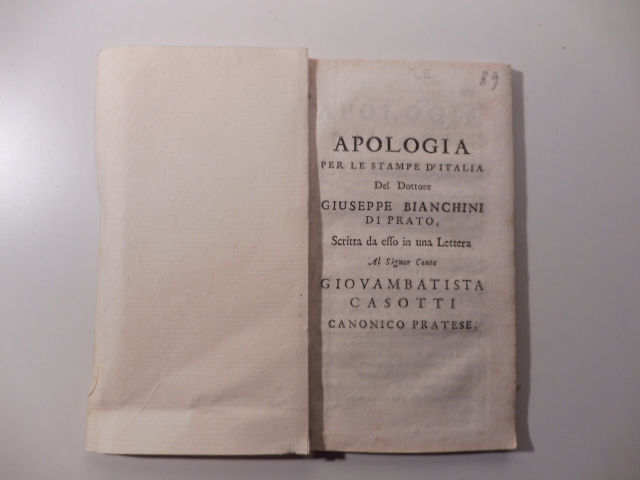 89
APOLOGIA
PER LE STAMPE D'ITALIA
Del Dottore
GIUSEPPE BIANCHINI
DI PRATO,
Scritta da eſſo in una Lettera
Al Signor Conte
GIOVAMBATISTA
CASOTTI
CANONICO PRATESE.